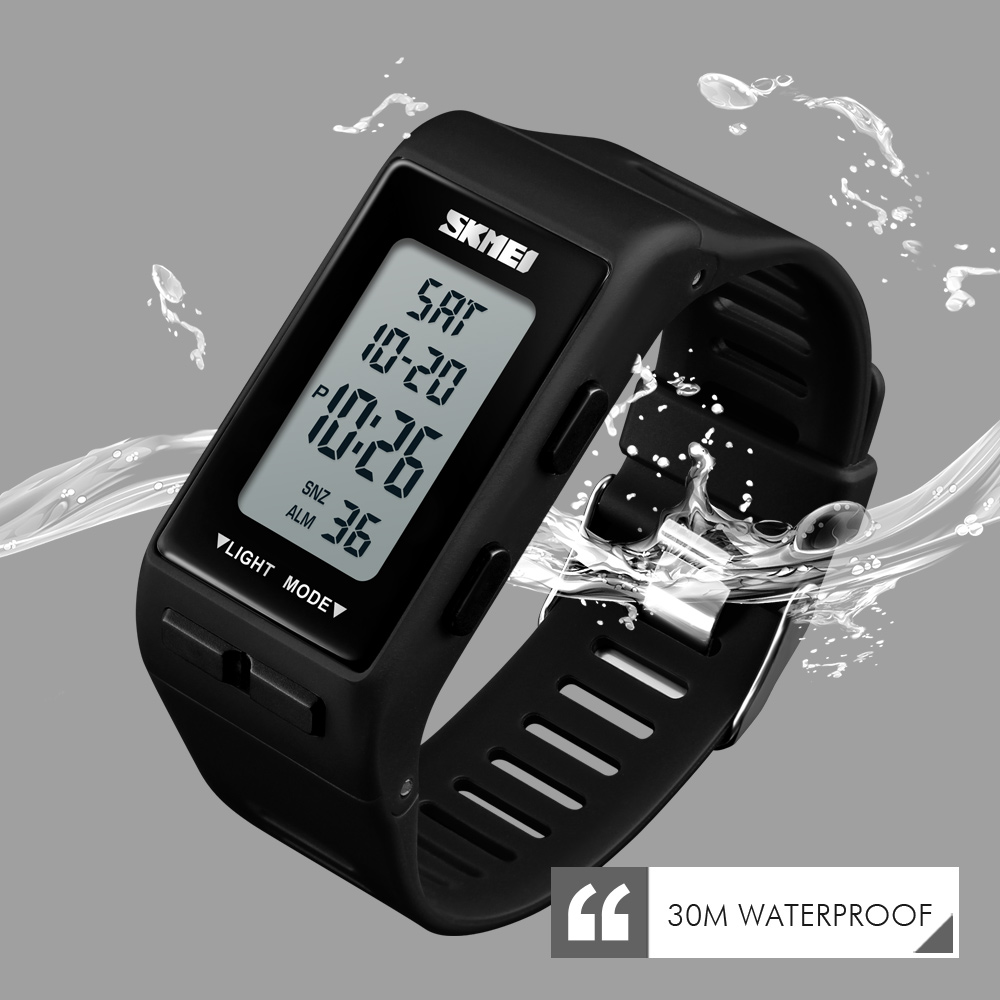 SKMEI
SAT
10-20
P 10:26
SNZ
ALM 36
▼LIGHT MODE▼
30M WATERPROOF